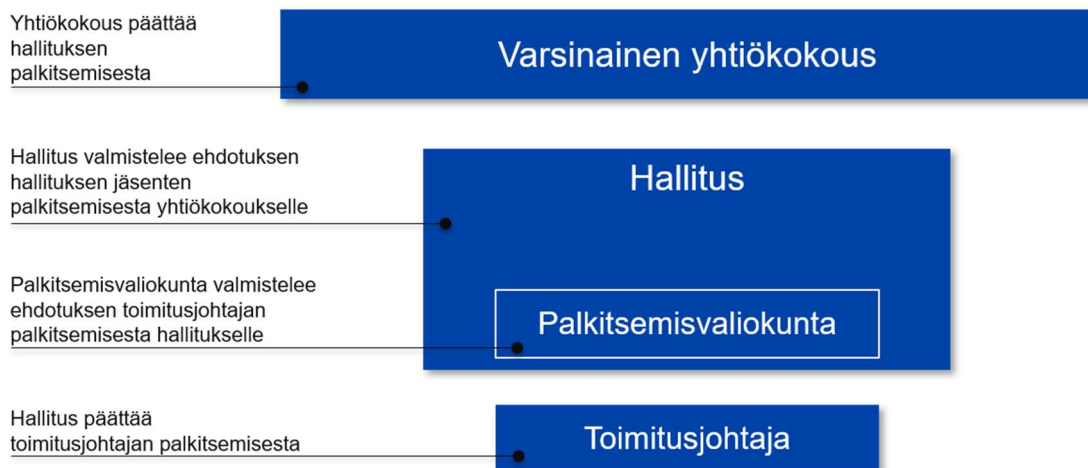 Yhtiökokous päättää
hallituksen
palkitsemisesta
Varsinainen yhtiökokous
Hallitus valmistelee ehdotuksen
hallituksen jäsenten
palkitsemisesta yhtiökokoukselle
Hallitus
Palkitsemisvaliokunta valmistelee
ehdotuksen toimitusjohtajan
palkitsemisesta hallitukselle
Palkitsemisvaliokunta
Hallitus päättää
toimitusjohtajan palkitsemisesta
Toimitusjohtaja